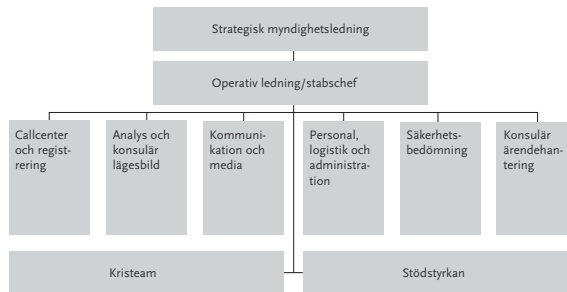 Strategisk myndighetsledning
Operativ ledning/stabschef
Callcenter
och regist-
rering
Analys och
konsulär
lägesbild
Kommuni-
kation och
media
Personal,
logistik och
administra-
tion
Säkerhets-
bedömning
Konsulär
ärendehan-
tering
Kristeam
Stödstyrkan